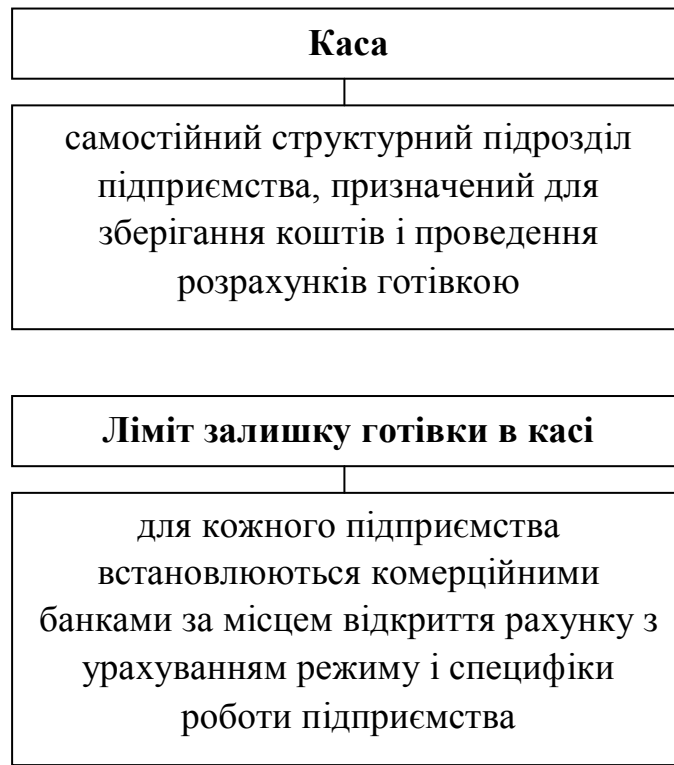 Каса
самостійний структурний підрозділ
підприємства, призначений для
зберігання коштів і проведення
розрахунків готівкою
Ліміт залишку готівки в касі
для кожного підприємства
встановлюються комерційними
банками за місцем відкриття рахунку з
урахуванням режиму і специфіки
роботи підприємства